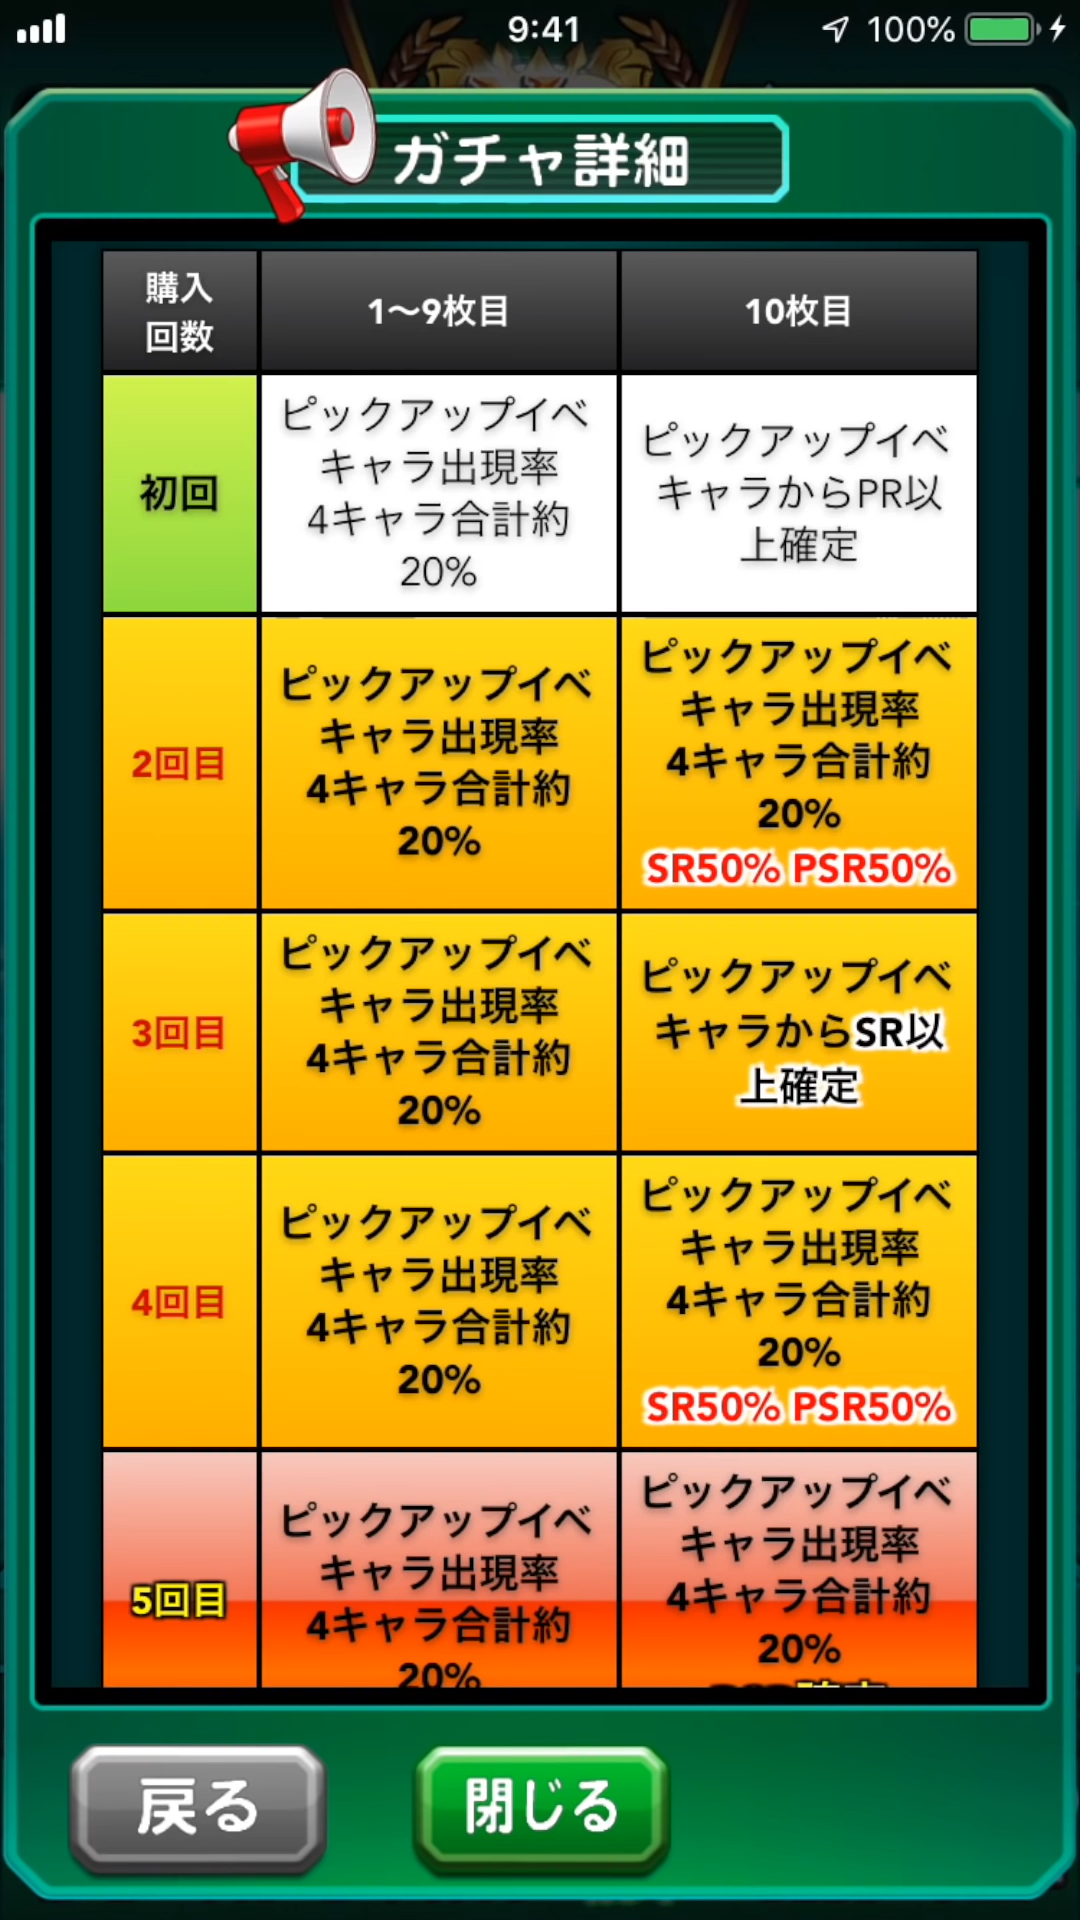 9:41
100%
ガチャ詳細
購入
回数
1〜9枚目
10枚目
初回
ピックアップイベ
キャラ出現率
4キャラ合計約
20%
ピックアップイベ
キャラからPR以
上確定
2回目
ピックアップイベ
キャラ出現率
4キャラ合計約
20%
ピックアップイベ
キャラ出現率
4キャラ合計約
20%
SR50% PSR50%
3回目
ピックアップイベ
キャラ出現率
4キャラ合計約
20%
ピックアップイベ
キャラからSR以
上確定
4回目
ピックアップイベ
キャラ出現率
4キャラ合計約
20%
ピックアップイベ
キャラ出現率
4キャラ合計約
20%
SR50% PSR50%
5回目
ピックアップイベ
キャラ出現率
4キャラ合計約
20%
ピックアップイベ
キャラ出現率
4キャラ合計約
20%
戻る
閉じる